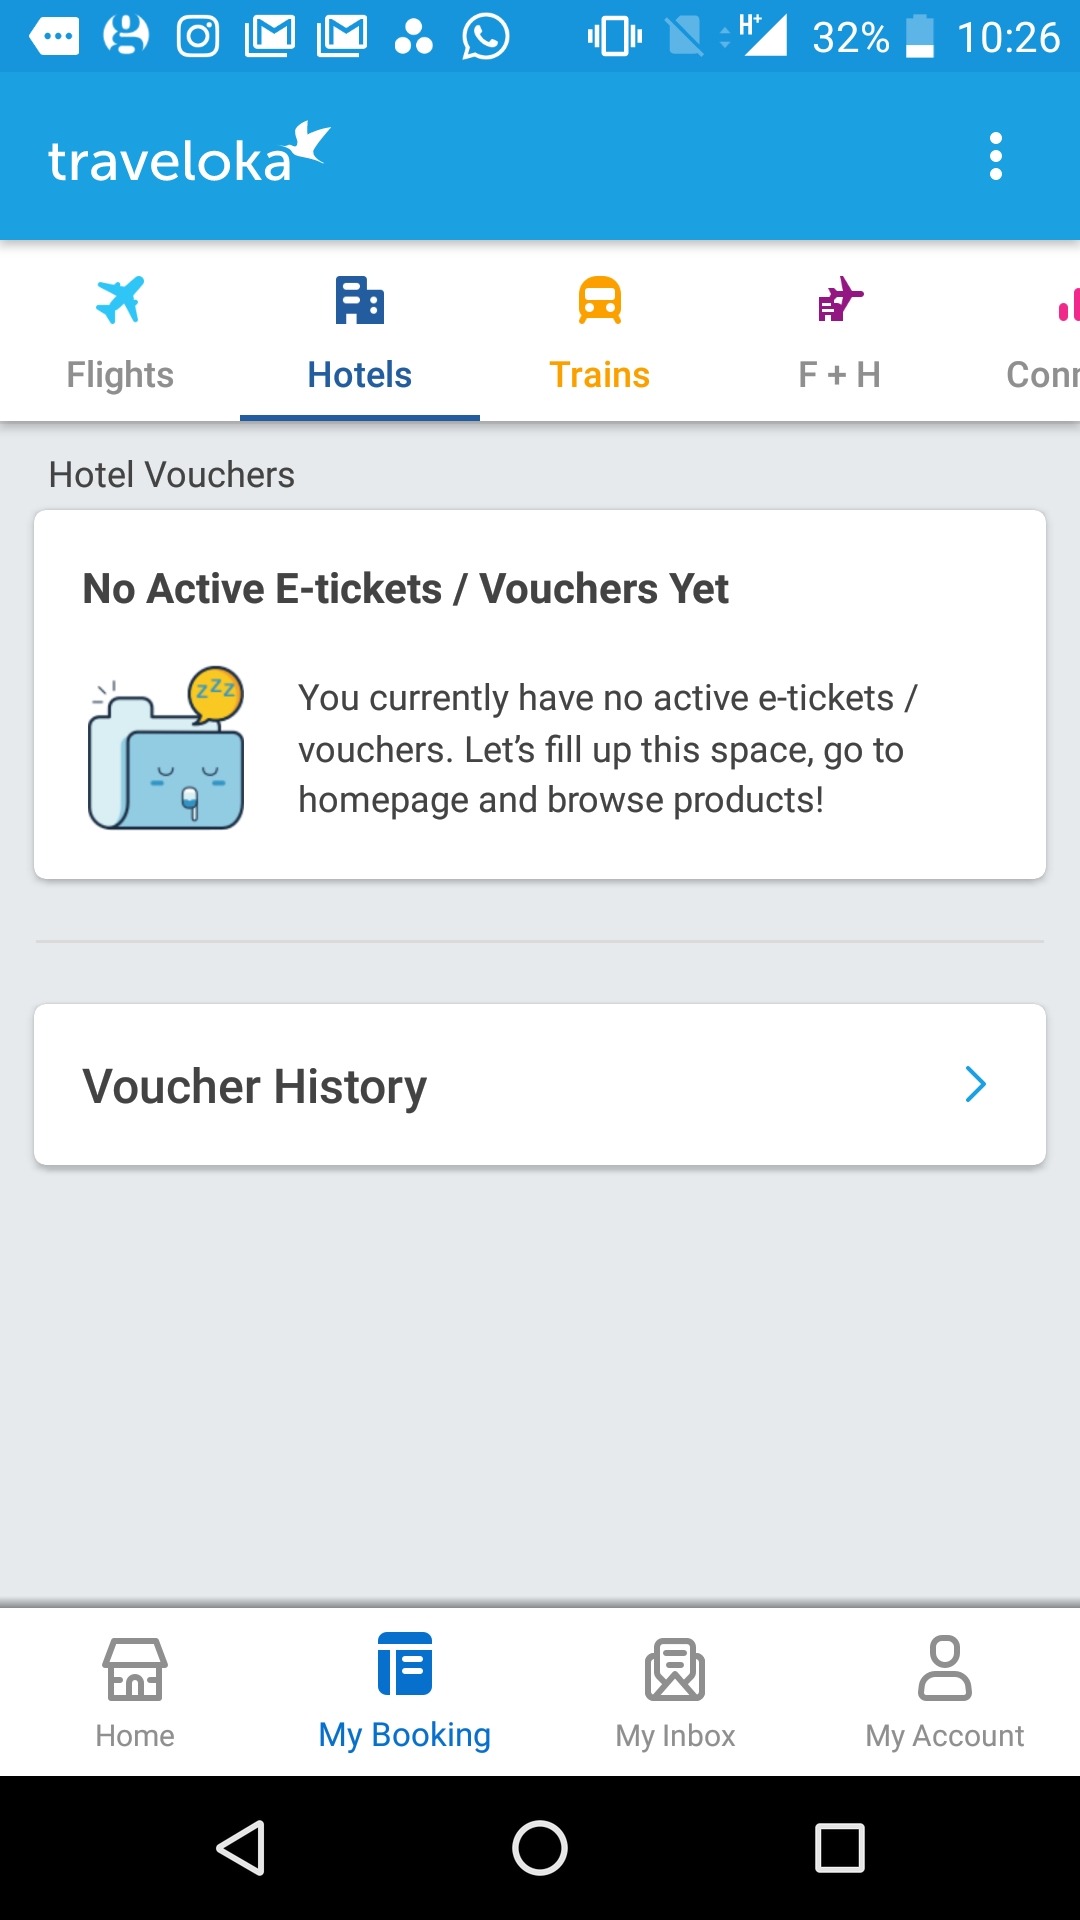 H+ 32% 10:26
traveloka
Flights Hotels Trains F + H Conn
Hotel Vouchers
No Active E-tickets / Vouchers Yet
zzz
You currently have no active e-tickets /
vouchers. Let's fill up this space, go to
homepage and browse products!
Voucher History
Home My Booking My Inbox My Account